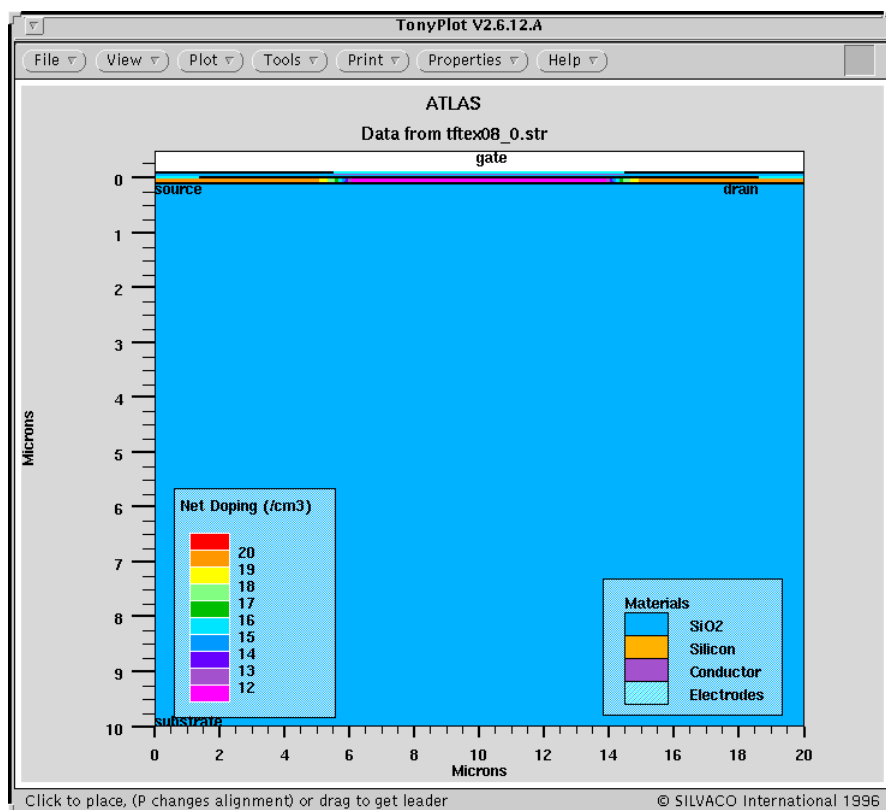 TonyPlot V2.6.12.A
File View Plot Tools Print Properties Help
ATLAS
Data from tftex08_0.str
gate
source drain
0
1
2
3
4
5
6
7
8
9
10
Microns
Net Doping (/cm3)
20
19
18
17
16
15
14
13
12
Materials
SiO2
Silicon
Conductor
Electrodes
substrate
0 2 4 6 8 10 12 14 16 18 20
Microns
Click to place, (P changes alignment) or drag to get leader © SILVACO International 1996